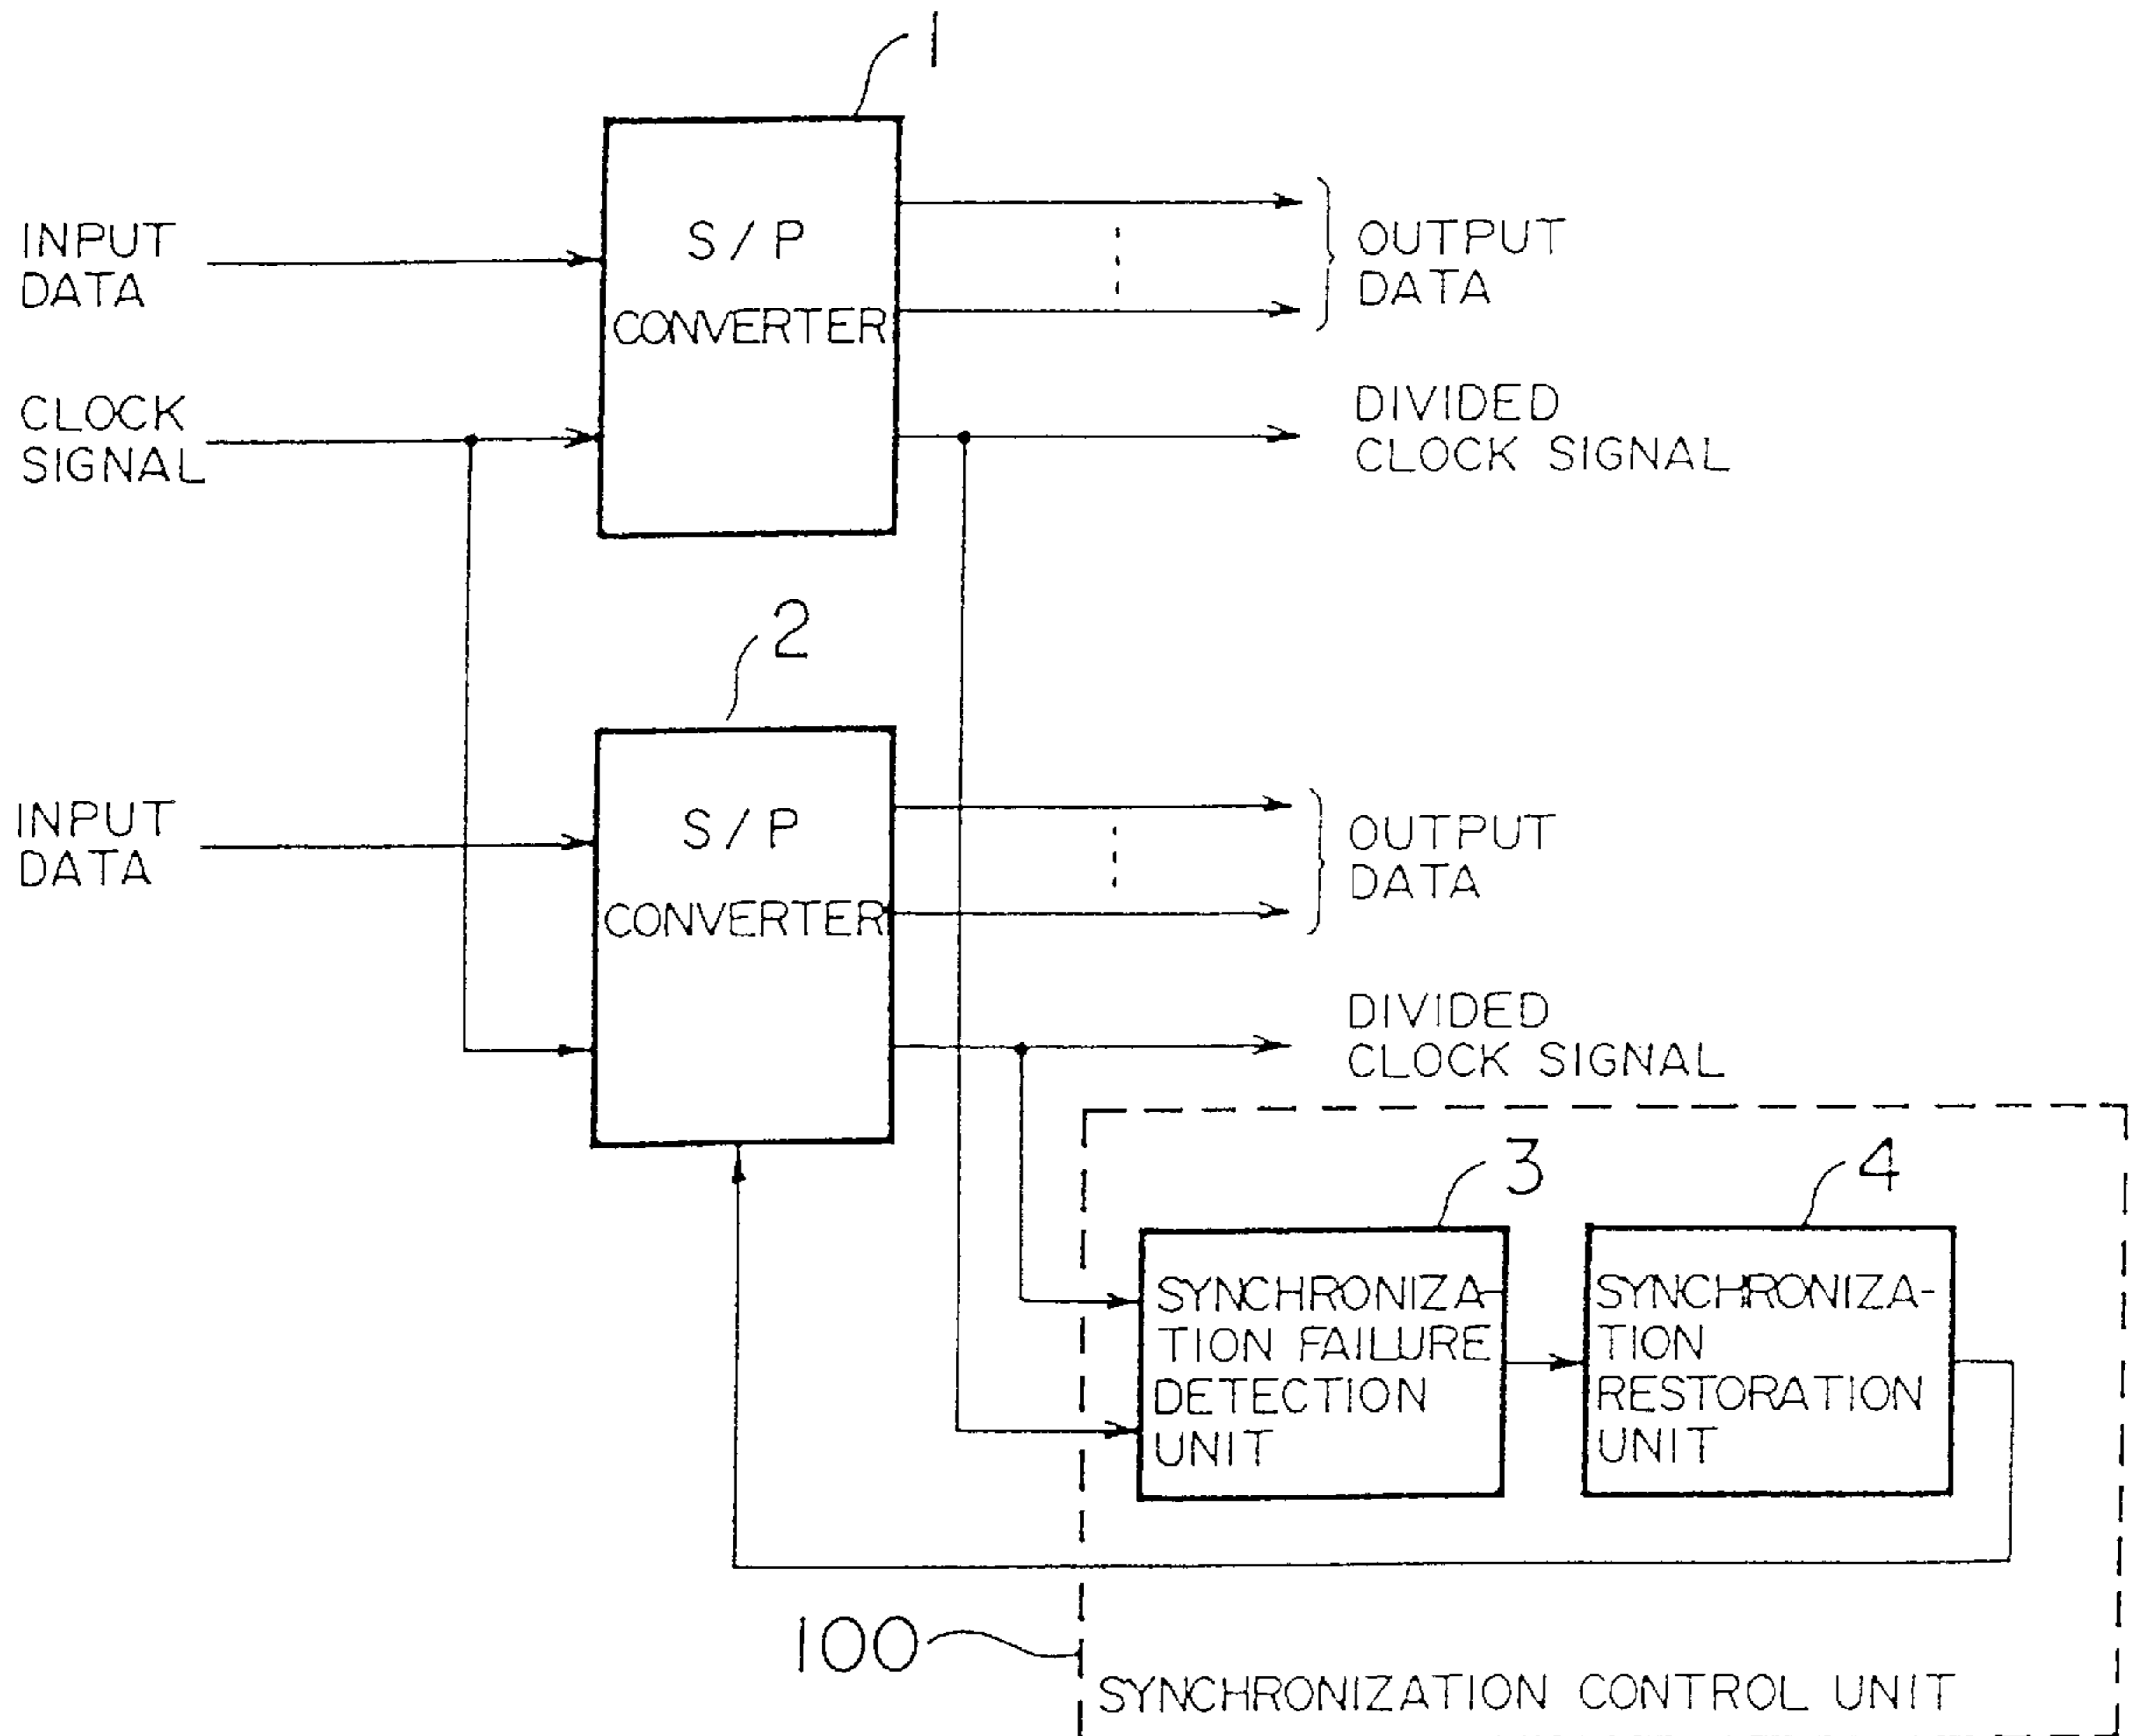 1
INPUT
DATA
S/P
CONVERTER
OUTPUT
DATA
CLOCK
SIGNAL
DIVIDED
CLOCK SIGNAL
2
INPUT
DATA
S/P
CONVERTER
OUTPUT
DATA
DIVIDED
CLOCK SIGNAL
3
SYNCHRONIZA-
TION FAILURE
DETECTION
UNIT
4
SYNCHRONIZA-
TION
RESTORATION
UNIT
100
SYNCHRONIZATION CONTROL UNIT